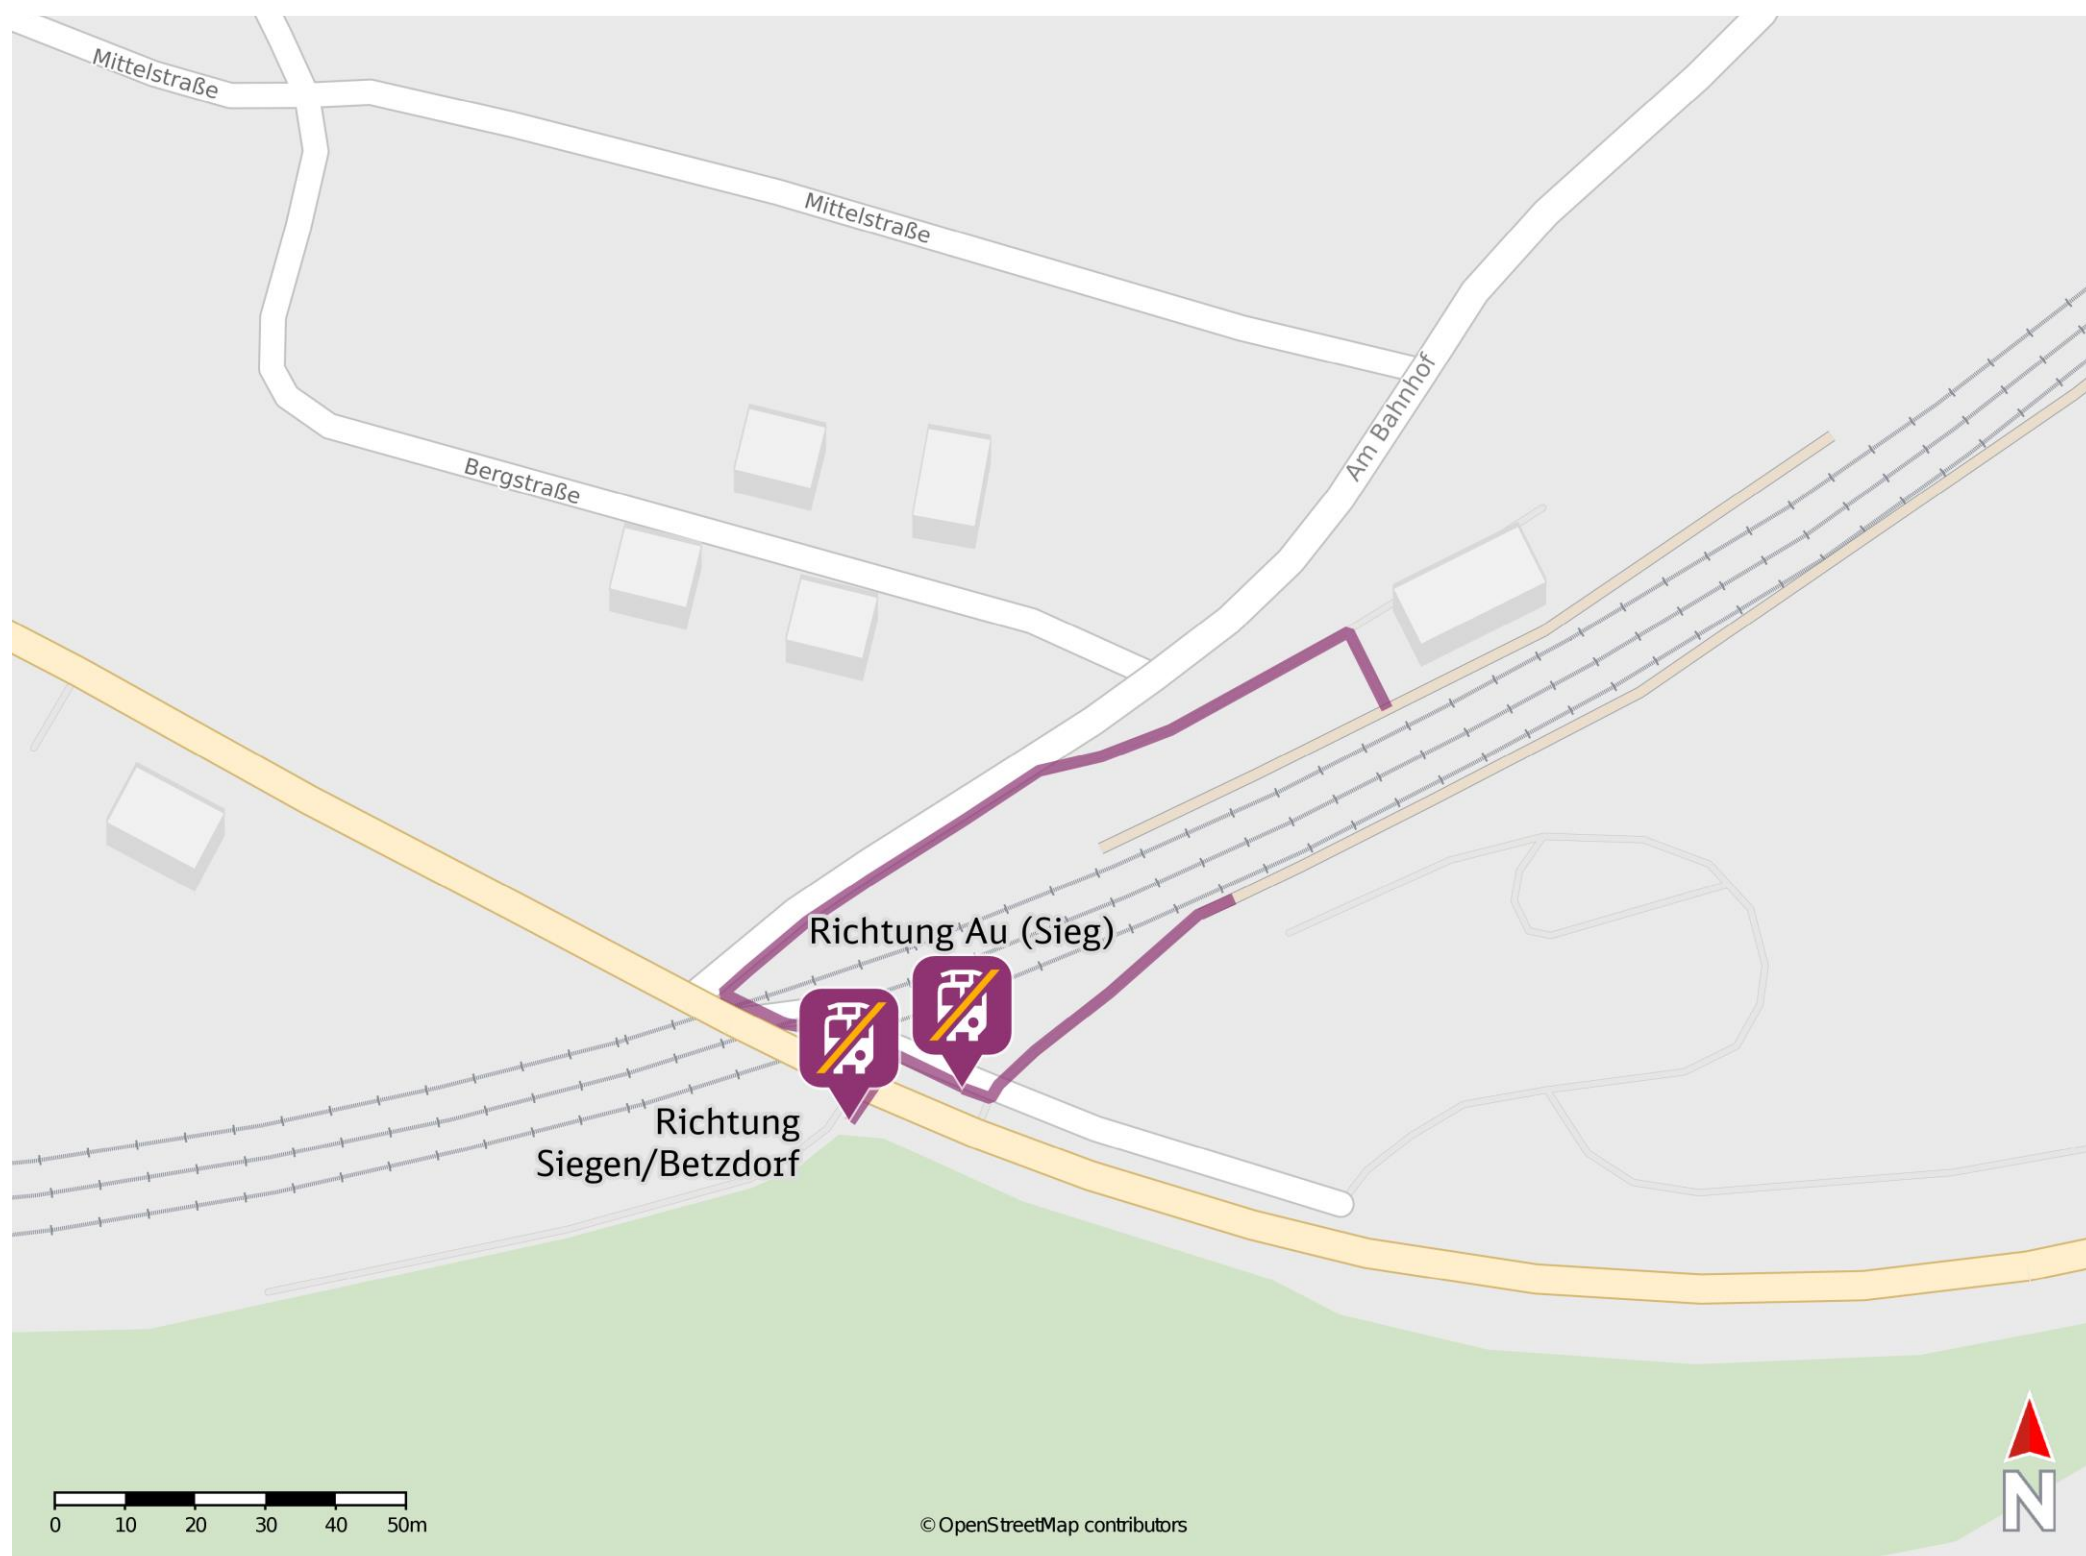 Mittelstraße
Mittelstraße
Am Bahnhof
Bergstraße
Richtung Au (Sieg)
Richtung
Siegen/Betzdorf
0 10 20 30 40 50m
© OpenStreetMap contributors
N